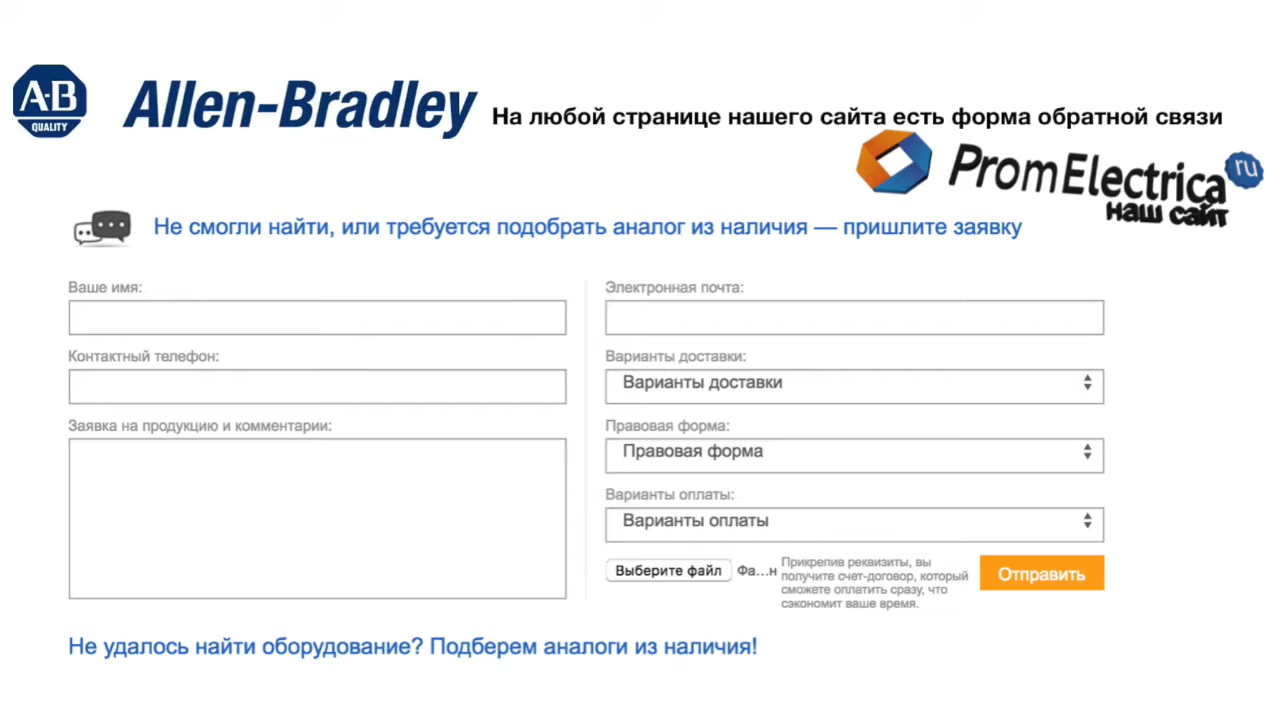 A-B
QUALITY
Allen-Bradley
На любой странице нашего сайта есть форма обратной связи
PromElectrica ru
наш сайт
Не смогли найти, или требуется подобрать аналог из наличия — пришлите заявку
Ваше имя:
Электронная почта:
Контактный телефон:
Варианты доставки:
Варианты доставки
Заявка на продукцию и комментарии:
Правовая форма:
Правовая форма
Варианты оплаты:
Варианты оплаты
Выберите файл Фа...н
Прикрепив реквизиты, вы
получите счет-договор, который
сможете оплатить сразу, что
сэкономит ваше время.
Отправить
Не удалось найти оборудование? Подберем аналоги из наличия!